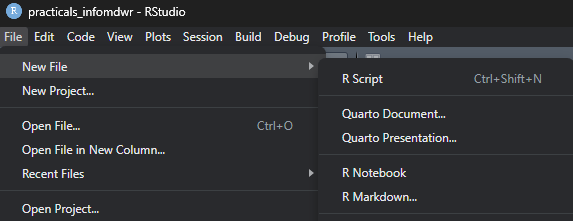 R practicals_infomdwr - RStudio
File Edit Code View Plots Session Build Debug Profile Tools Help
New File
New Project...
Open File... Ctrl+O
Open File in New Column...
Recent Files
Open Project...
R Script Ctrl+Shift+N
Quarto Document...
Quarto Presentation...
R Notebook
R Markdown...